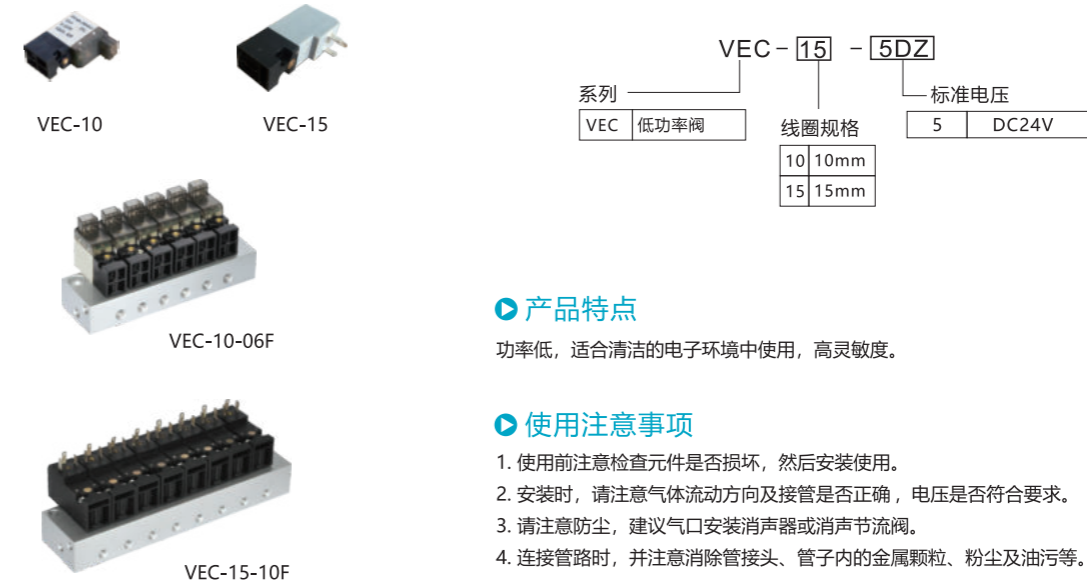 VEC-10
VEC-15
VEC-10-06F
VEC-15-10F
VEC－15－5DZ
系列
VEC 低功率阀
线圈规格
10 10mm
15 15mm
标准电压
5 DC24V
产品特点
功率低，适合清洁的电子环境中使用，高灵敏度。
使用注意事项
1. 使用前注意检查元件是否损坏，然后安装使用。
2. 安装时，请注意气体流动方向及接管是否正确，电压是否符合要求。
3. 请注意防尘，建议气口安装消声器或消声节流阀。
4. 连接管路时，并注意消除管接头、管子内的金属颗粒、粉尘及油污等。